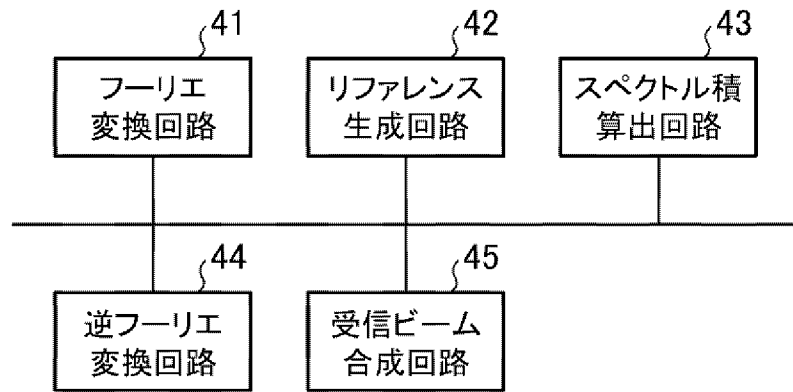 41
フーリエ
変換回路
42
リファレンス
生成回路
43
スペクトル積
算出回路
44
逆フーリエ
変換回路
45
受信ビーム
合成回路